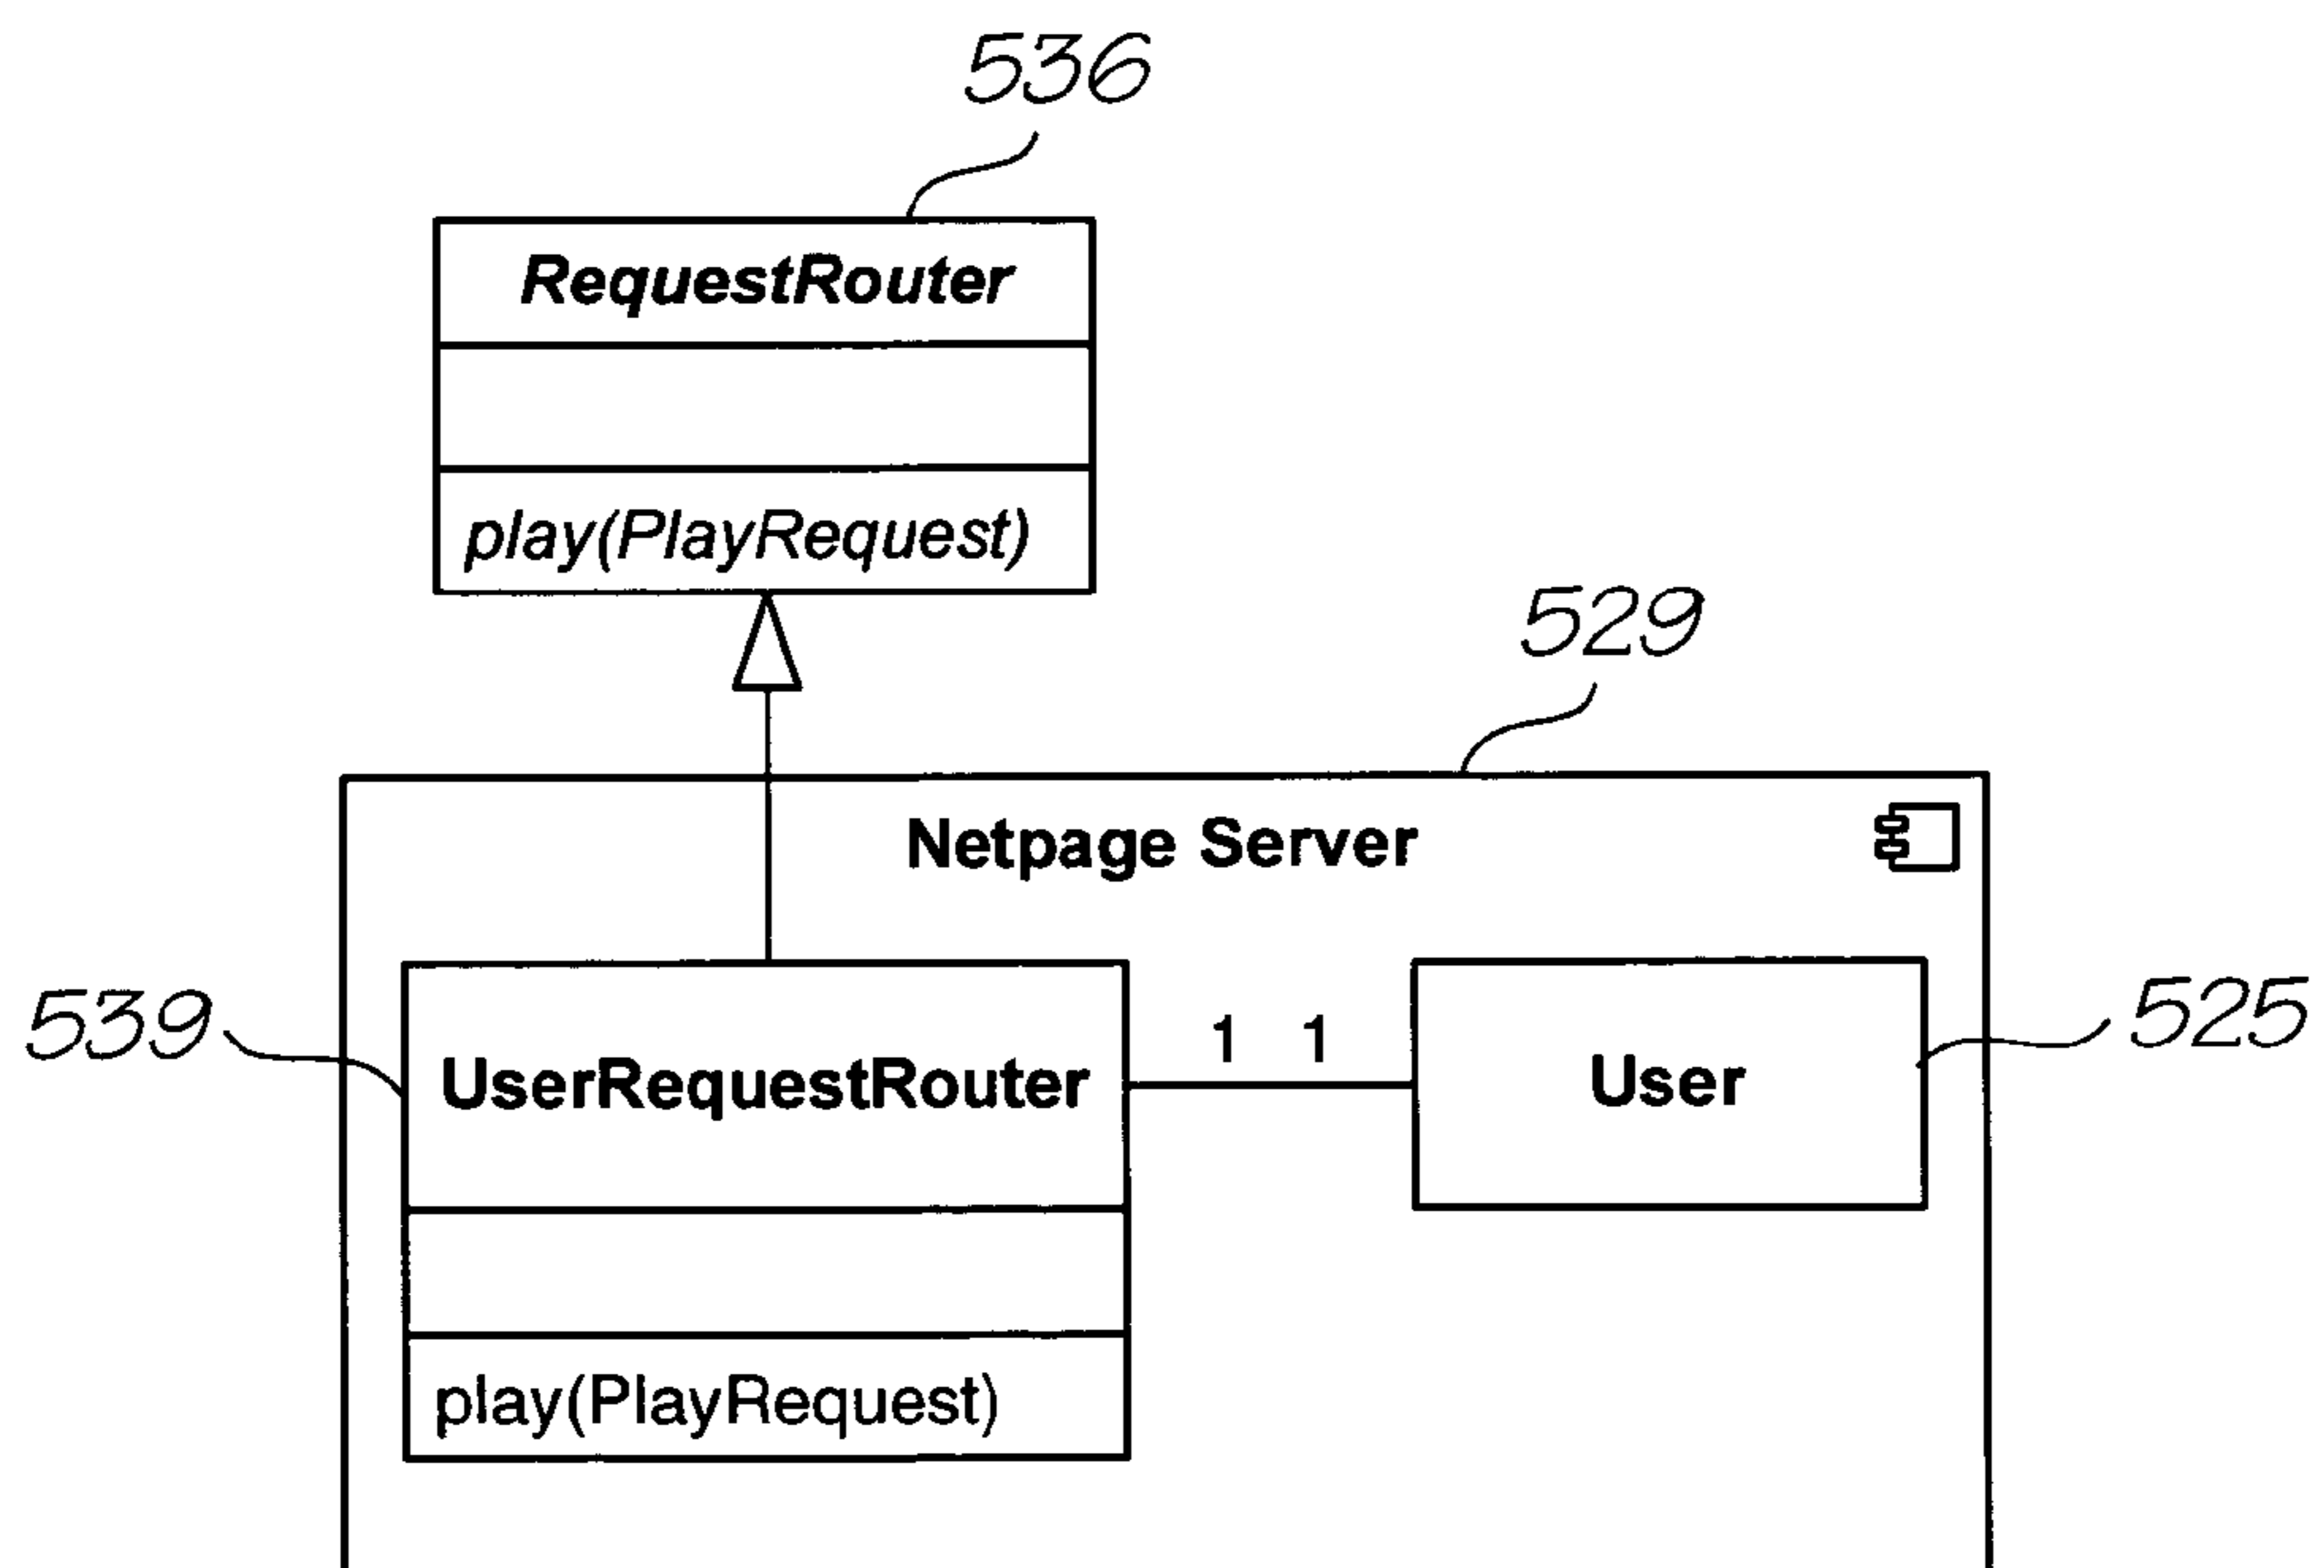 536
RequestRouter
play(PlayRequest)
529
Netpage Server
539
UserRequestRouter
1 1
User
525
play(PlayRequest)